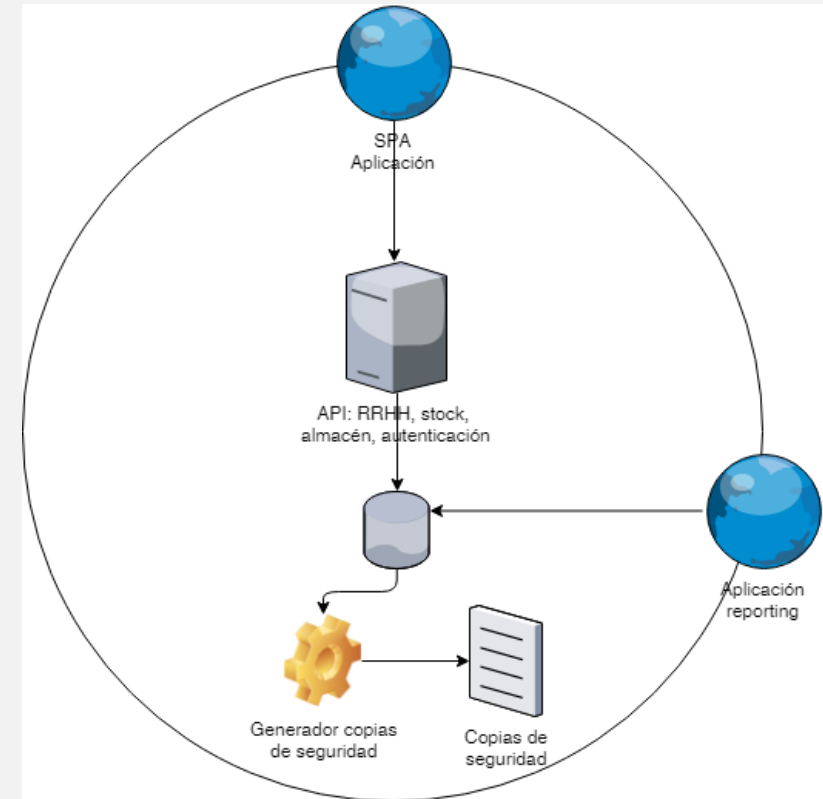 SPA
Aplicación
API: RRHH, stock,
almacén, autenticación
Aplicación
reporting
Generador copias
de seguridad
Copias de
seguridad